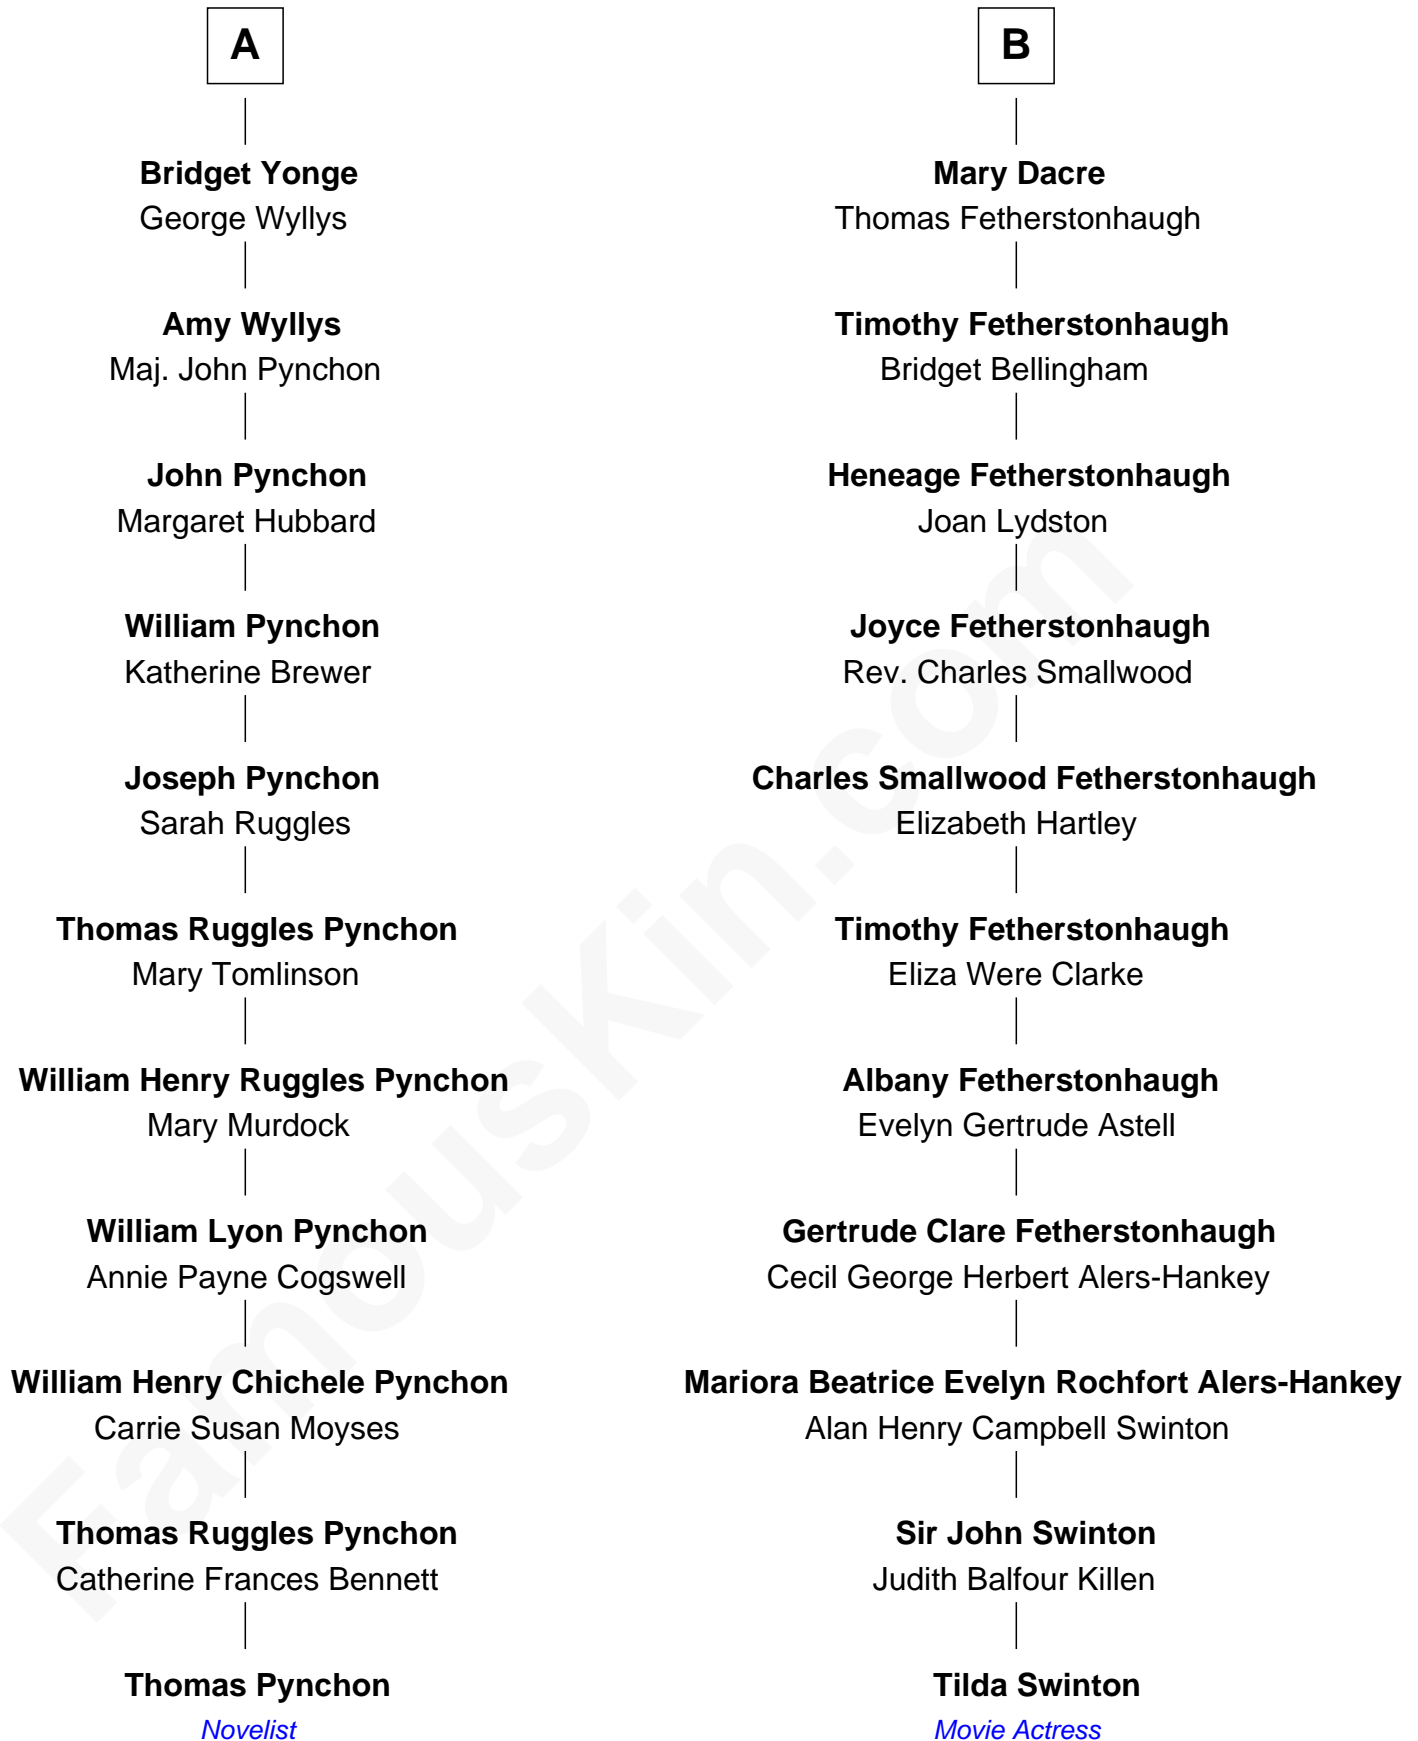 A
Bridget Yonge
George Wyllys
Amy Wyllys
Maj. John Pynchon
John Pynchon
Margaret Hubbard
William Pynchon
Katherine Brewer
Joseph Pynchon
Sarah Ruggles
Thomas Ruggles Pynchon
Mary Tomlinson
William Henry Ruggles Pynchon
Mary Murdock
William Lyon Pynchon
Annie Payne Cogswell
William Henry Chichele Pynchon
Carrie Susan Moyses
Thomas Ruggles Pynchon
Catherine Frances Bennett
Thomas Pynchon
Novelist
B
Mary Dacre
Thomas Fetherstonhaugh
Timothy Fetherstonhaugh
Bridget Bellingham
Heneage Fetherstonhaugh
Joan Lydston
Joyce Fetherstonhaugh
Rev. Charles Smallwood
Charles Smallwood Fetherstonhaugh
Elizabeth Hartley
Timothy Fetherstonhaugh
Eliza Were Clarke
Albany Fetherstonhaugh
Evelyn Gertrude Astell
Gertrude Clare Fetherstonhaugh
Cecil George Herbert Alers-Hankey
Mariora Beatrice Evelyn Rochfort Alers-Hankey
Alan Henry Campbell Swinton
Sir John Swinton
Judith Balfour Killen
Tilda Swinton
Movie Actress
FamousKin.com